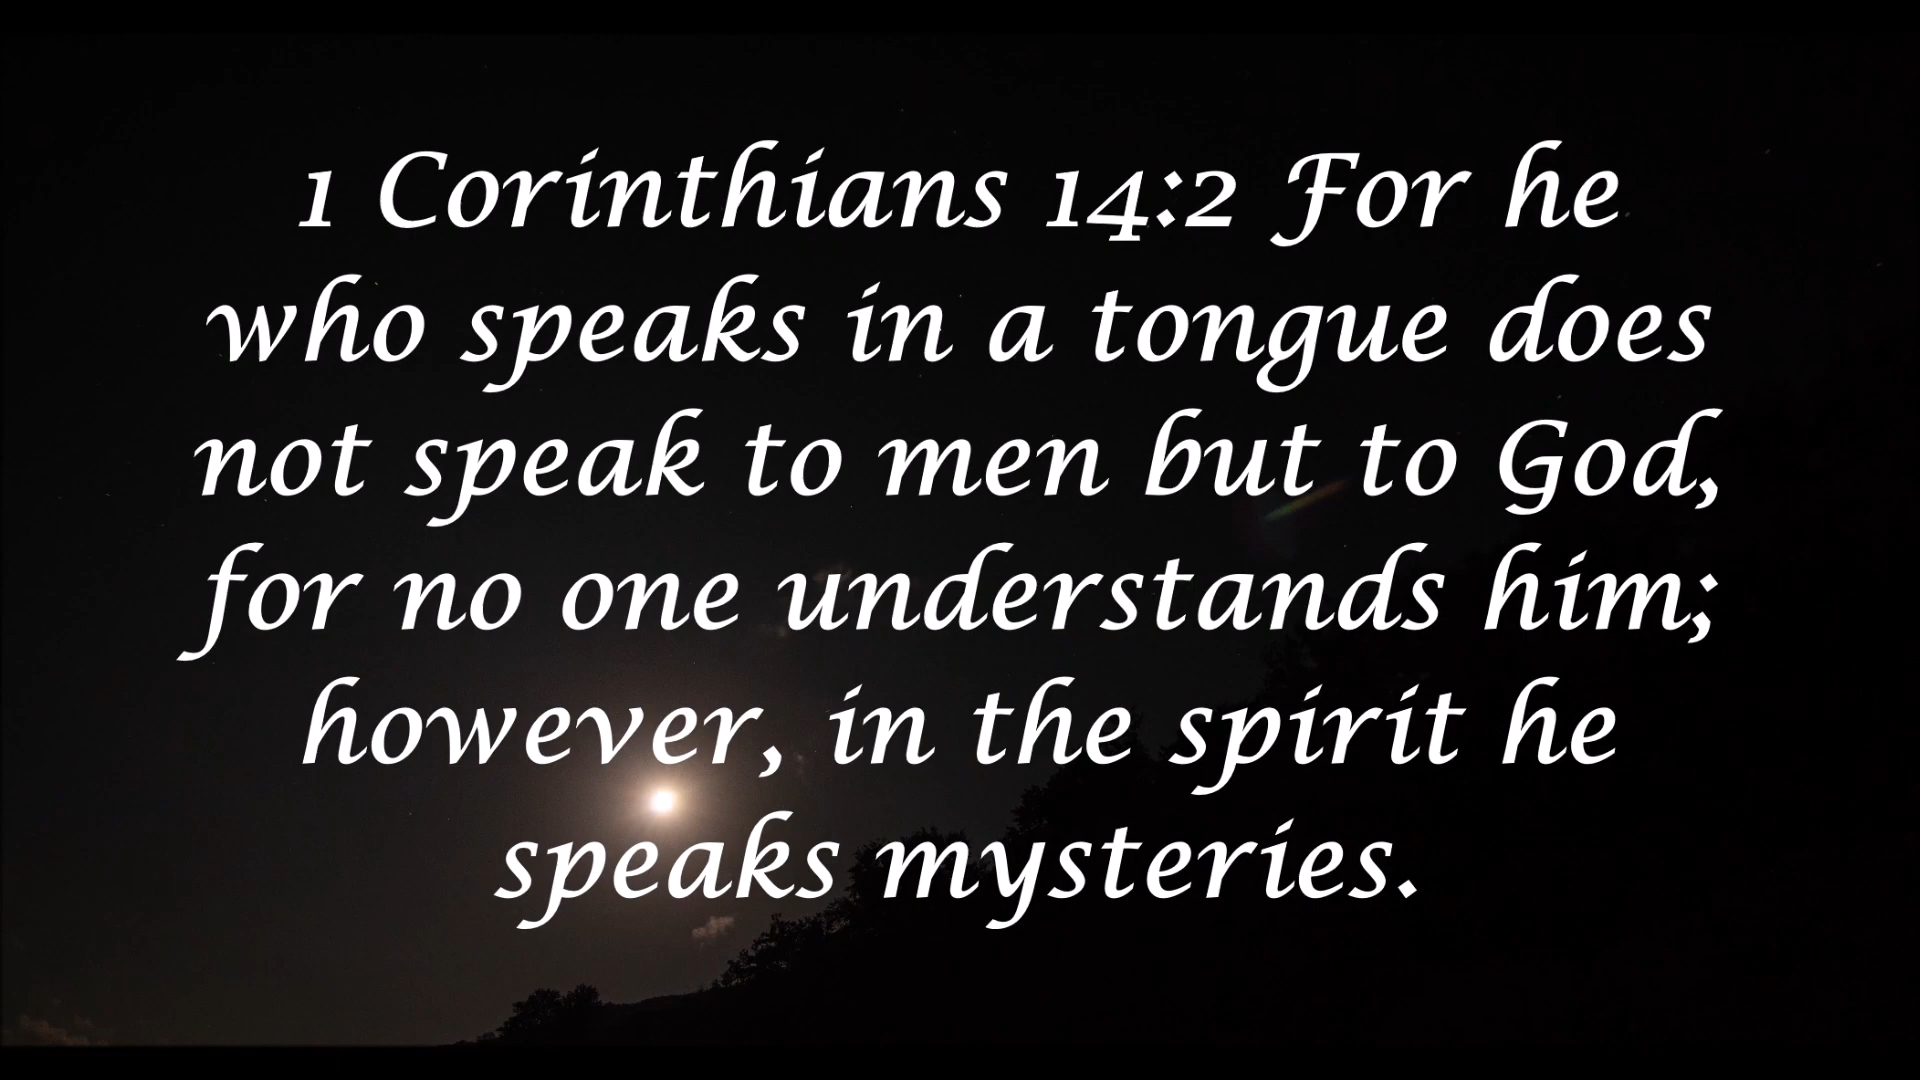 1 Corinthians 14:2 For he
who speaks in a tongue does
not speak to men but to God,
for no one understands him;
however, in the spirit he
speaks mysteries.